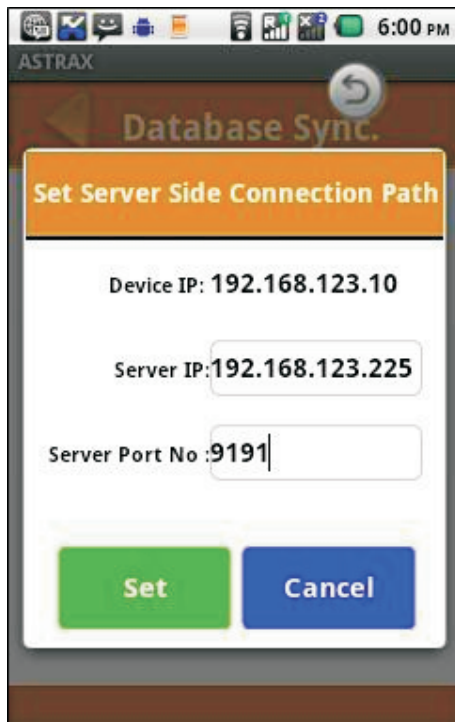 6:00 PM
ASTRAX
Database Sync.
Set Server Side Connection Path
Device IP: 192.168.123.10
Server IP:192.168.123.225
Server Port No :9191
Set Cancel